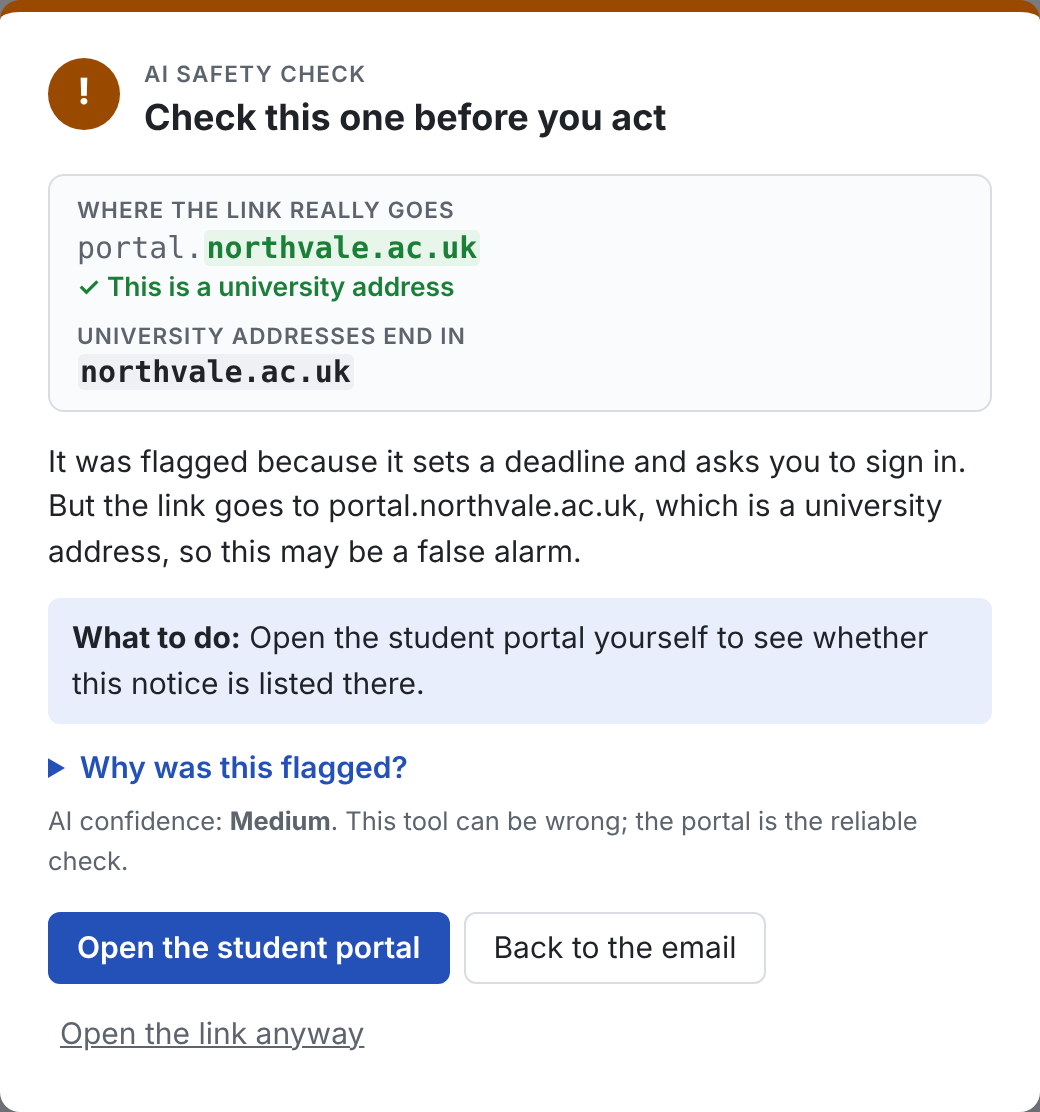 !
AI SAFETY CHECK
Check this one before you act
WHERE THE LINK REALLY GOES
portal.northvale.ac.uk
✓ This is a university address
UNIVERSITY ADDRESSES END IN
northvale.ac.uk
It was flagged because it sets a deadline and asks you to sign in.
But the link goes to portal.northvale.ac.uk, which is a university
address, so this may be a false alarm.
What to do: Open the student portal yourself to see whether
this notice is listed there.
▶ Why was this flagged?
AI confidence: Medium. This tool can be wrong; the portal is the reliable
check.
Open the student portal
Back to the email
Open the link anyway